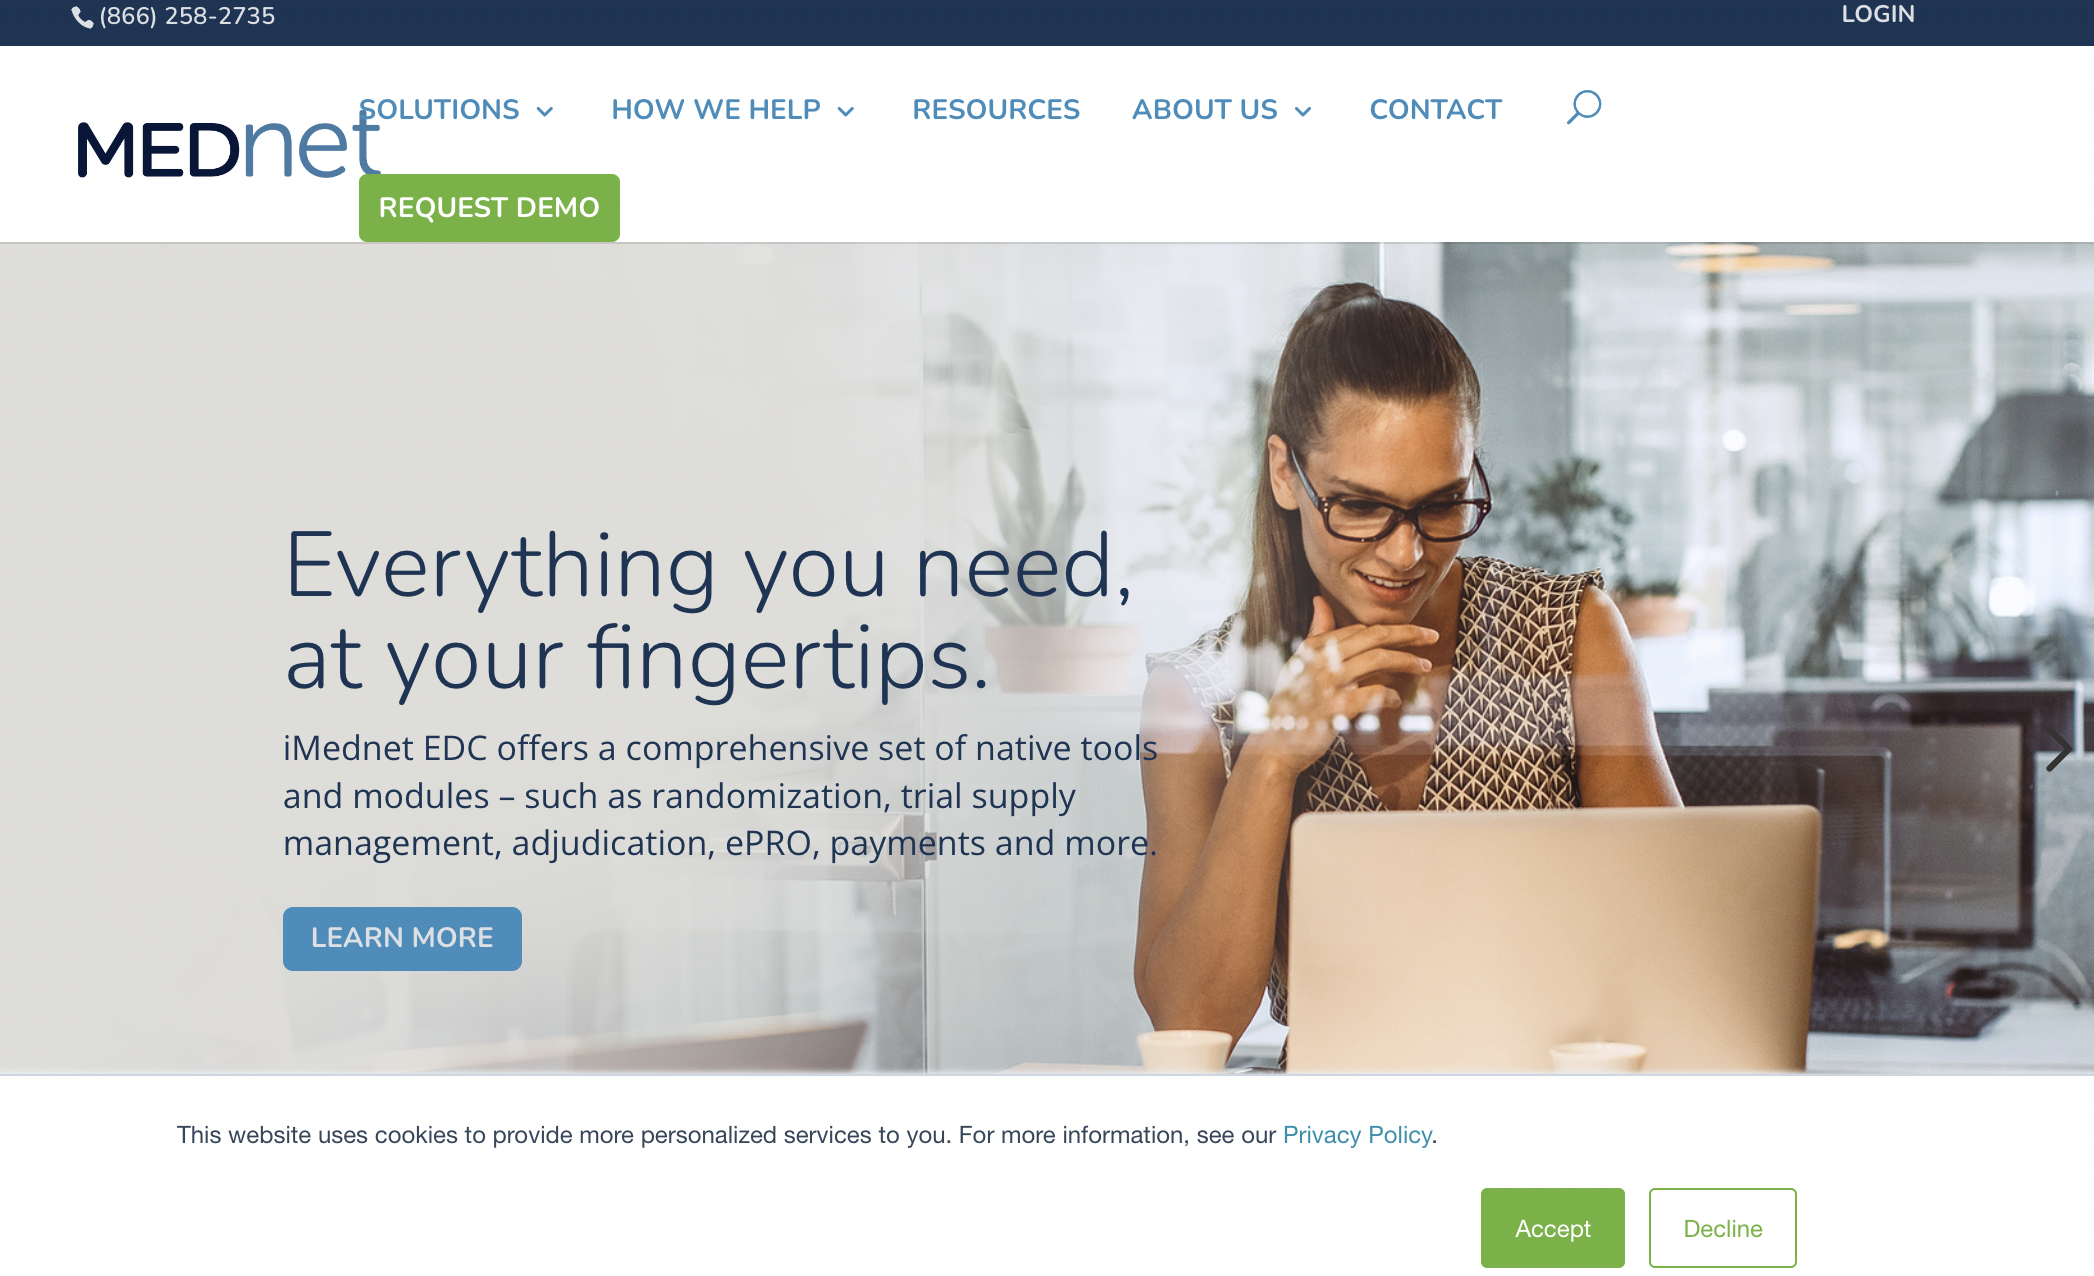 (866) 258-2735
LOGIN
MEDnet
SOLUTIONS
HOW WE HELP
RESOURCES
ABOUT US
CONTACT
REQUEST DEMO
Everything you need,
at your fingertips.
iMednet EDC offers a comprehensive set of native tools
and modules – such as randomization, trial supply
management, adjudication, ePRO, payments and more.
LEARN MORE
This website uses cookies to provide more personalized services to you. For more information, see our Privacy Policy.
Accept
Decline